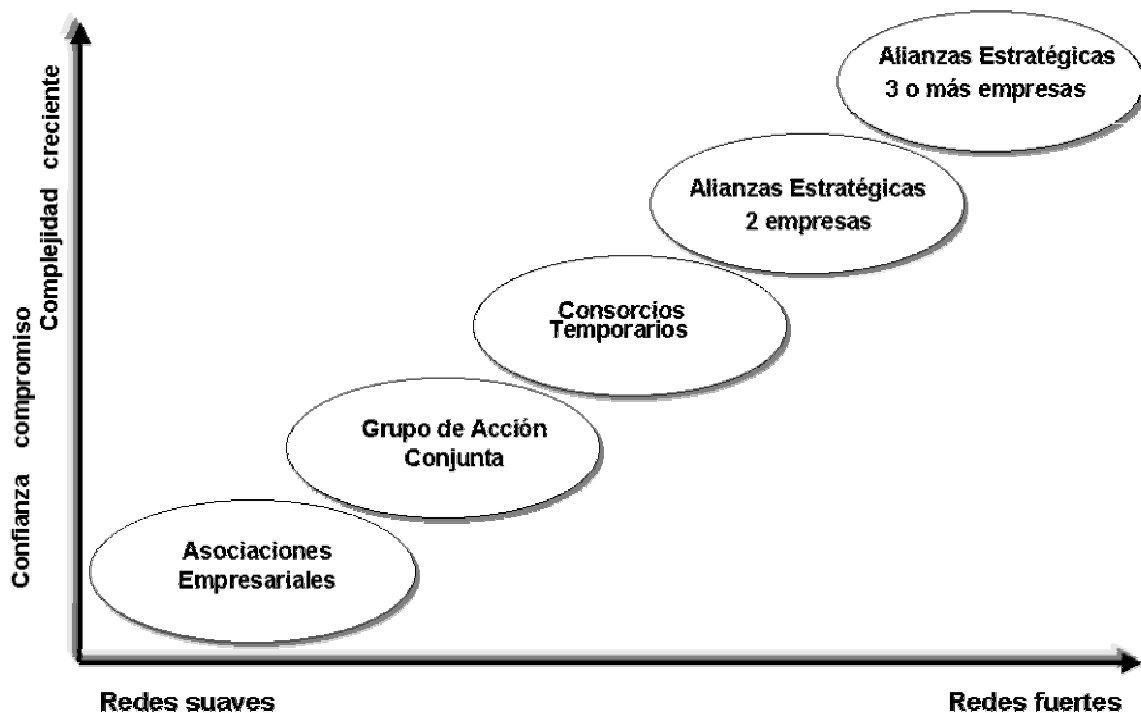 Alianzas Estratégicas
3 o más empresas
Alianzas Estratégicas
2 empresas
Consorcios
Temporarios
Grupo de Acción
Conjunta
Asociaciones
Empresariales
Confianza compromiso
Complejidad creciente
Redes suaves
Redes fuertes